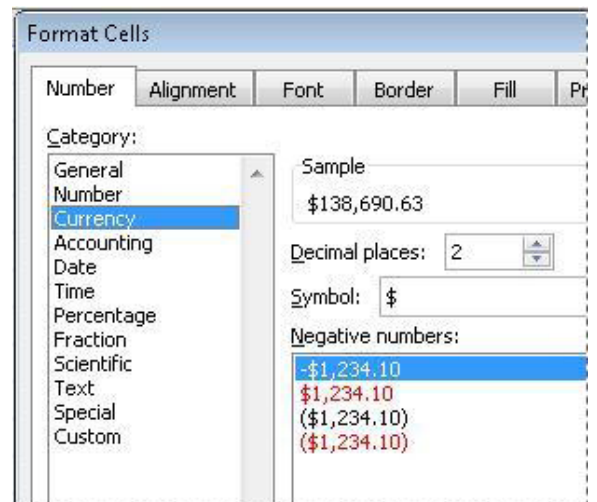 Format Cells
Number Alignment Font Border Fill Pr
Category:
General
Number
Currency
Accounting
Date
Time
Percentage
Fraction
Scientific
Text
Special
Custom
Sample
$138,690.63
Decimal places: 2
Symbol: $
Negative numbers:
-$1,234.10
$1,234.10
($1,234.10)
($1,234.10)